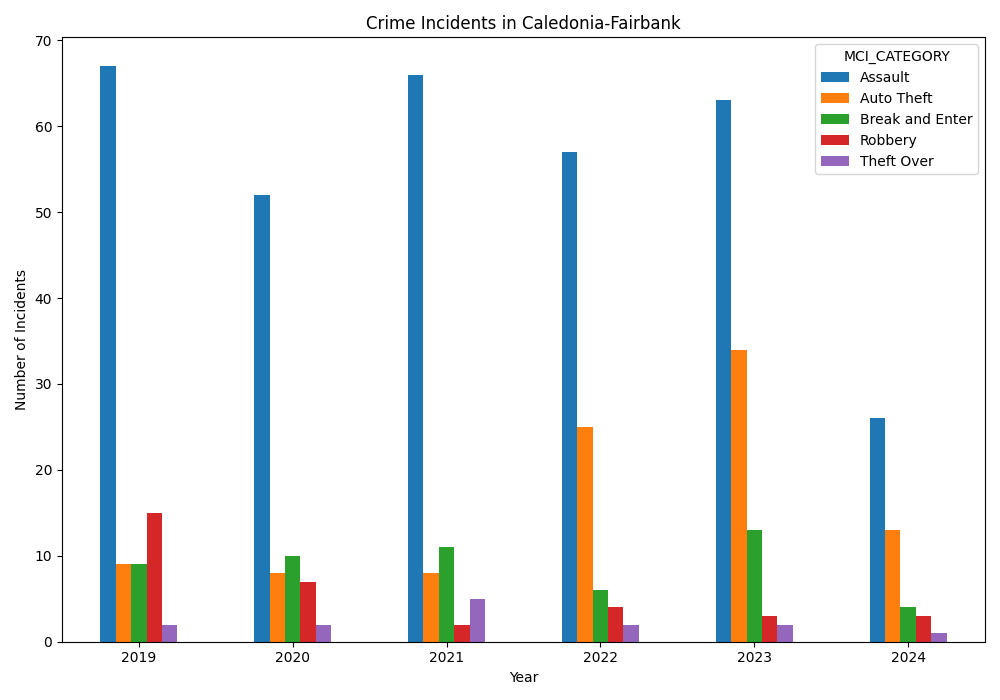 Crime Incidents in Caledonia-Fairbank
70
60
50
40
30
20
10
0
Number of Incidents
MCI_CATEGORY
Assault
Auto Theft
Break and Enter
Robbery
Theft Over
2019 2020 2021 2022 2023 2024
Year